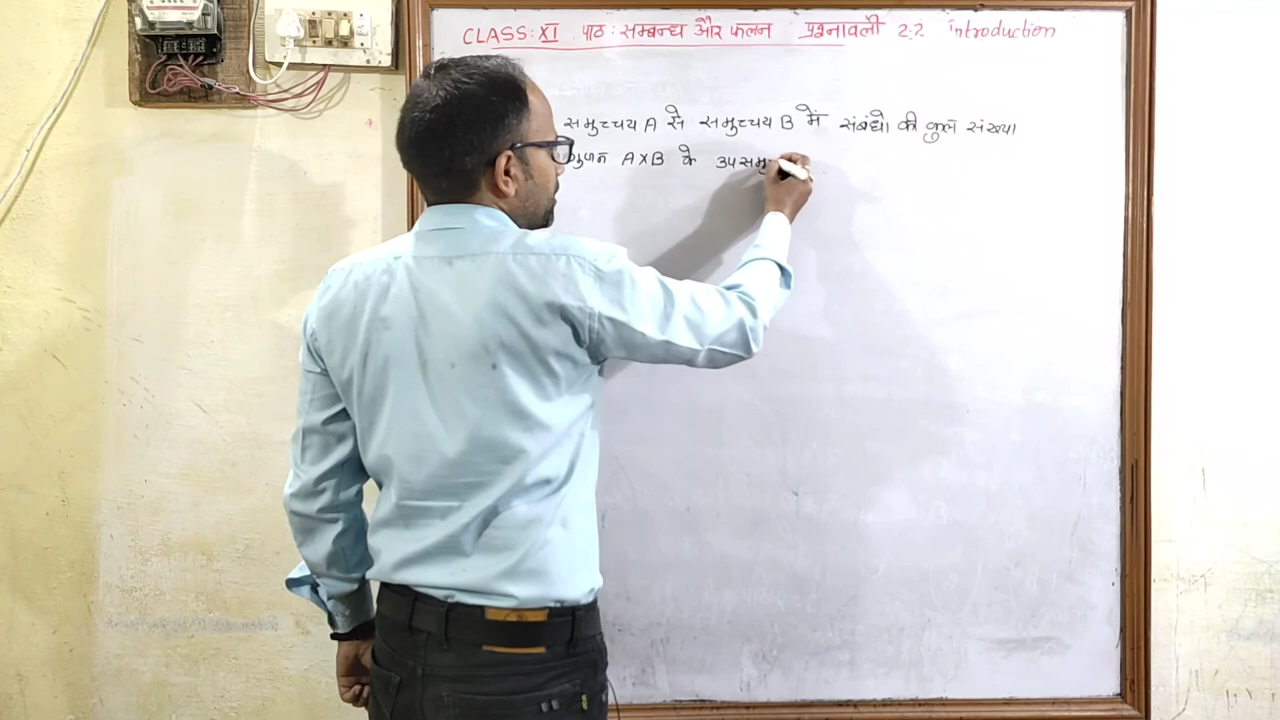 CLASS: XI पाठ: सम्बन्ध और फलन प्रश्नावली 2.2 Introduction
समुच्चय A से समुच्चय B में संबंधो की कुल संख्या
गुणन A×B के उपसमु